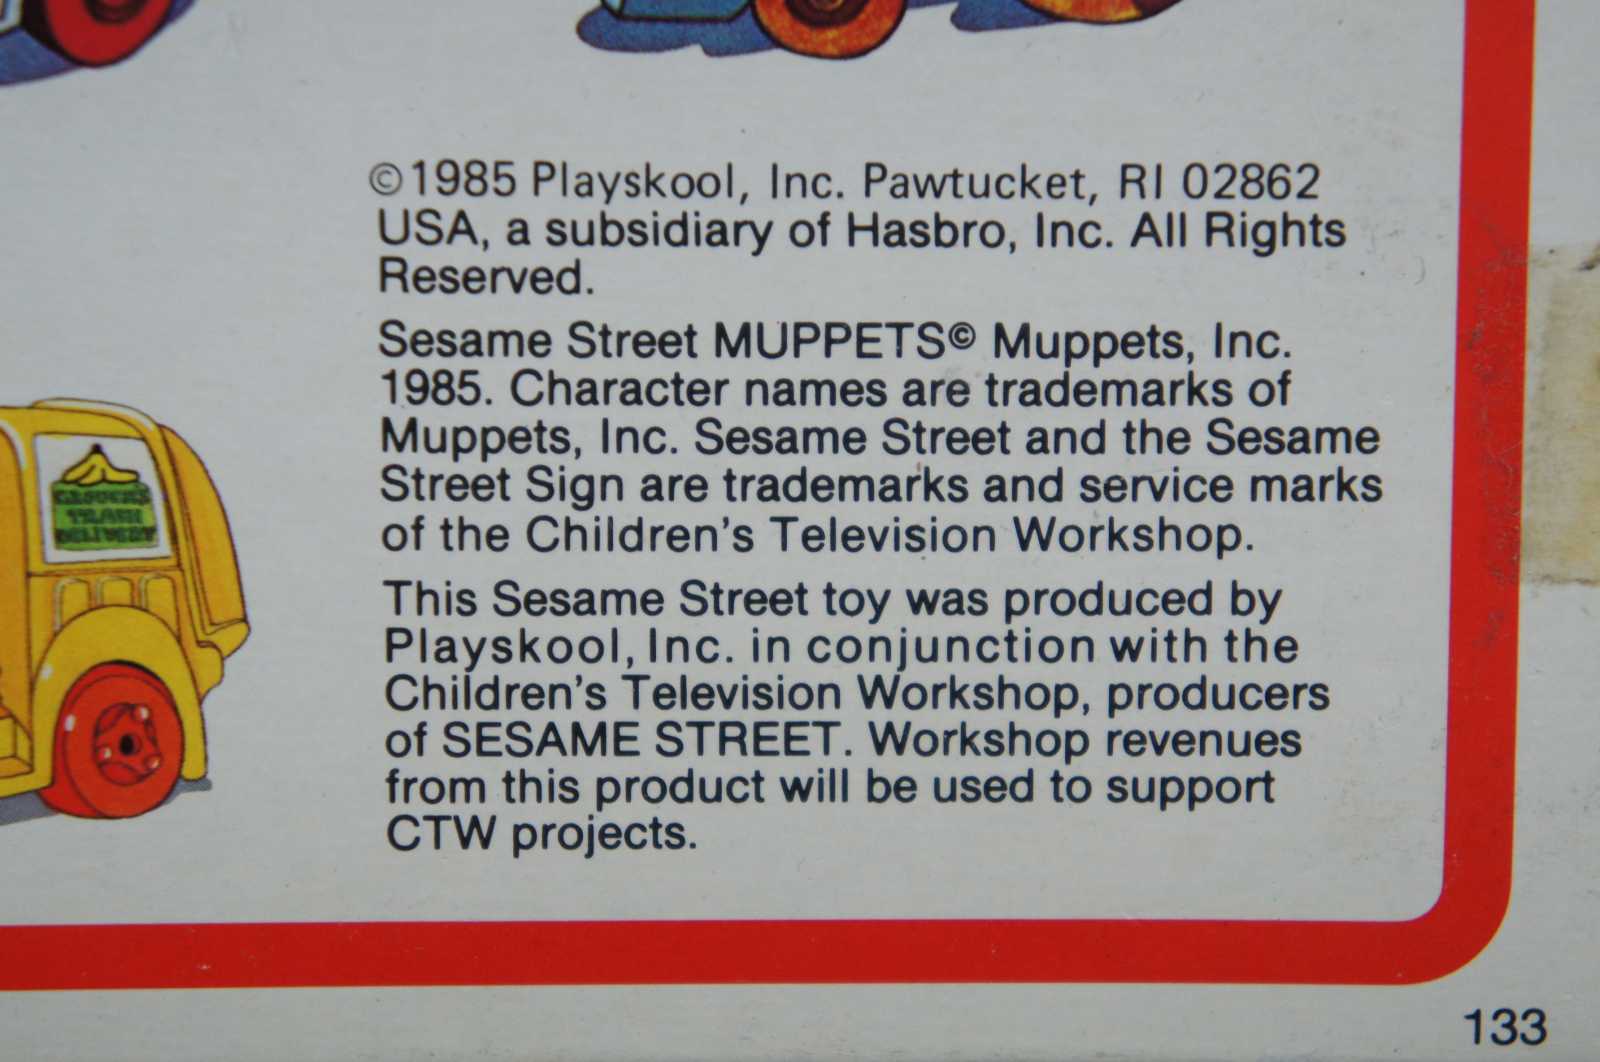 ©1985 Playskool, Inc. Pawtucket, RI 02862
USA, a subsidiary of Hasbro, Inc. All Rights
Reserved.
Sesame Street MUPPETS© Muppets, Inc.
1985. Character names are trademarks of
Muppets, Inc. Sesame Street and the Sesame
Street Sign are trademarks and service marks
of the Children's Television Workshop.
This Sesame Street toy was produced by
Playskool, Inc. in conjunction with the
Children's Television Workshop, producers
of SESAME STREET. Workshop revenues
from this product will be used to support
CTW projects.
TRASH
DELIVERY
133